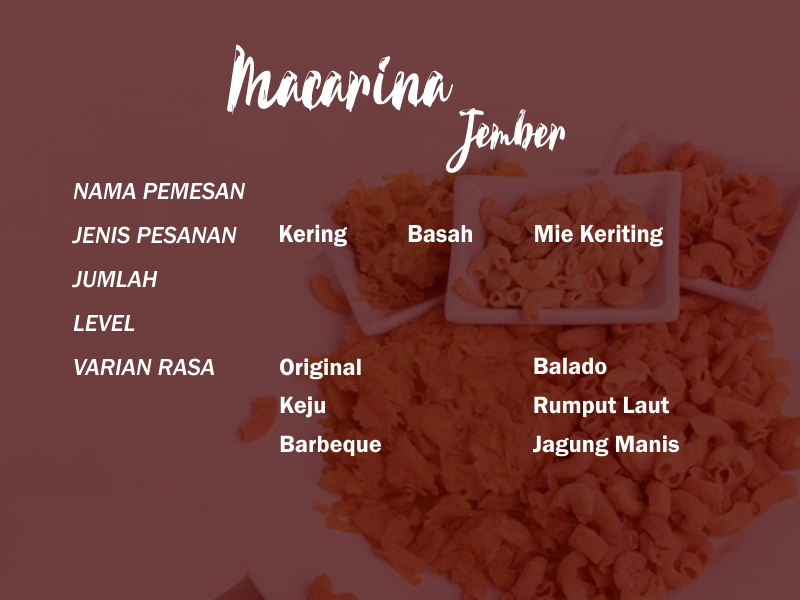 Macarina
Jember
NAMA PEMESAN
JENIS PESANAN Kering Basah Mie Keriting
JUMLAH
LEVEL
VARIAN RASA Original Balado
Keju Rumput Laut
Barbeque Jagung Manis